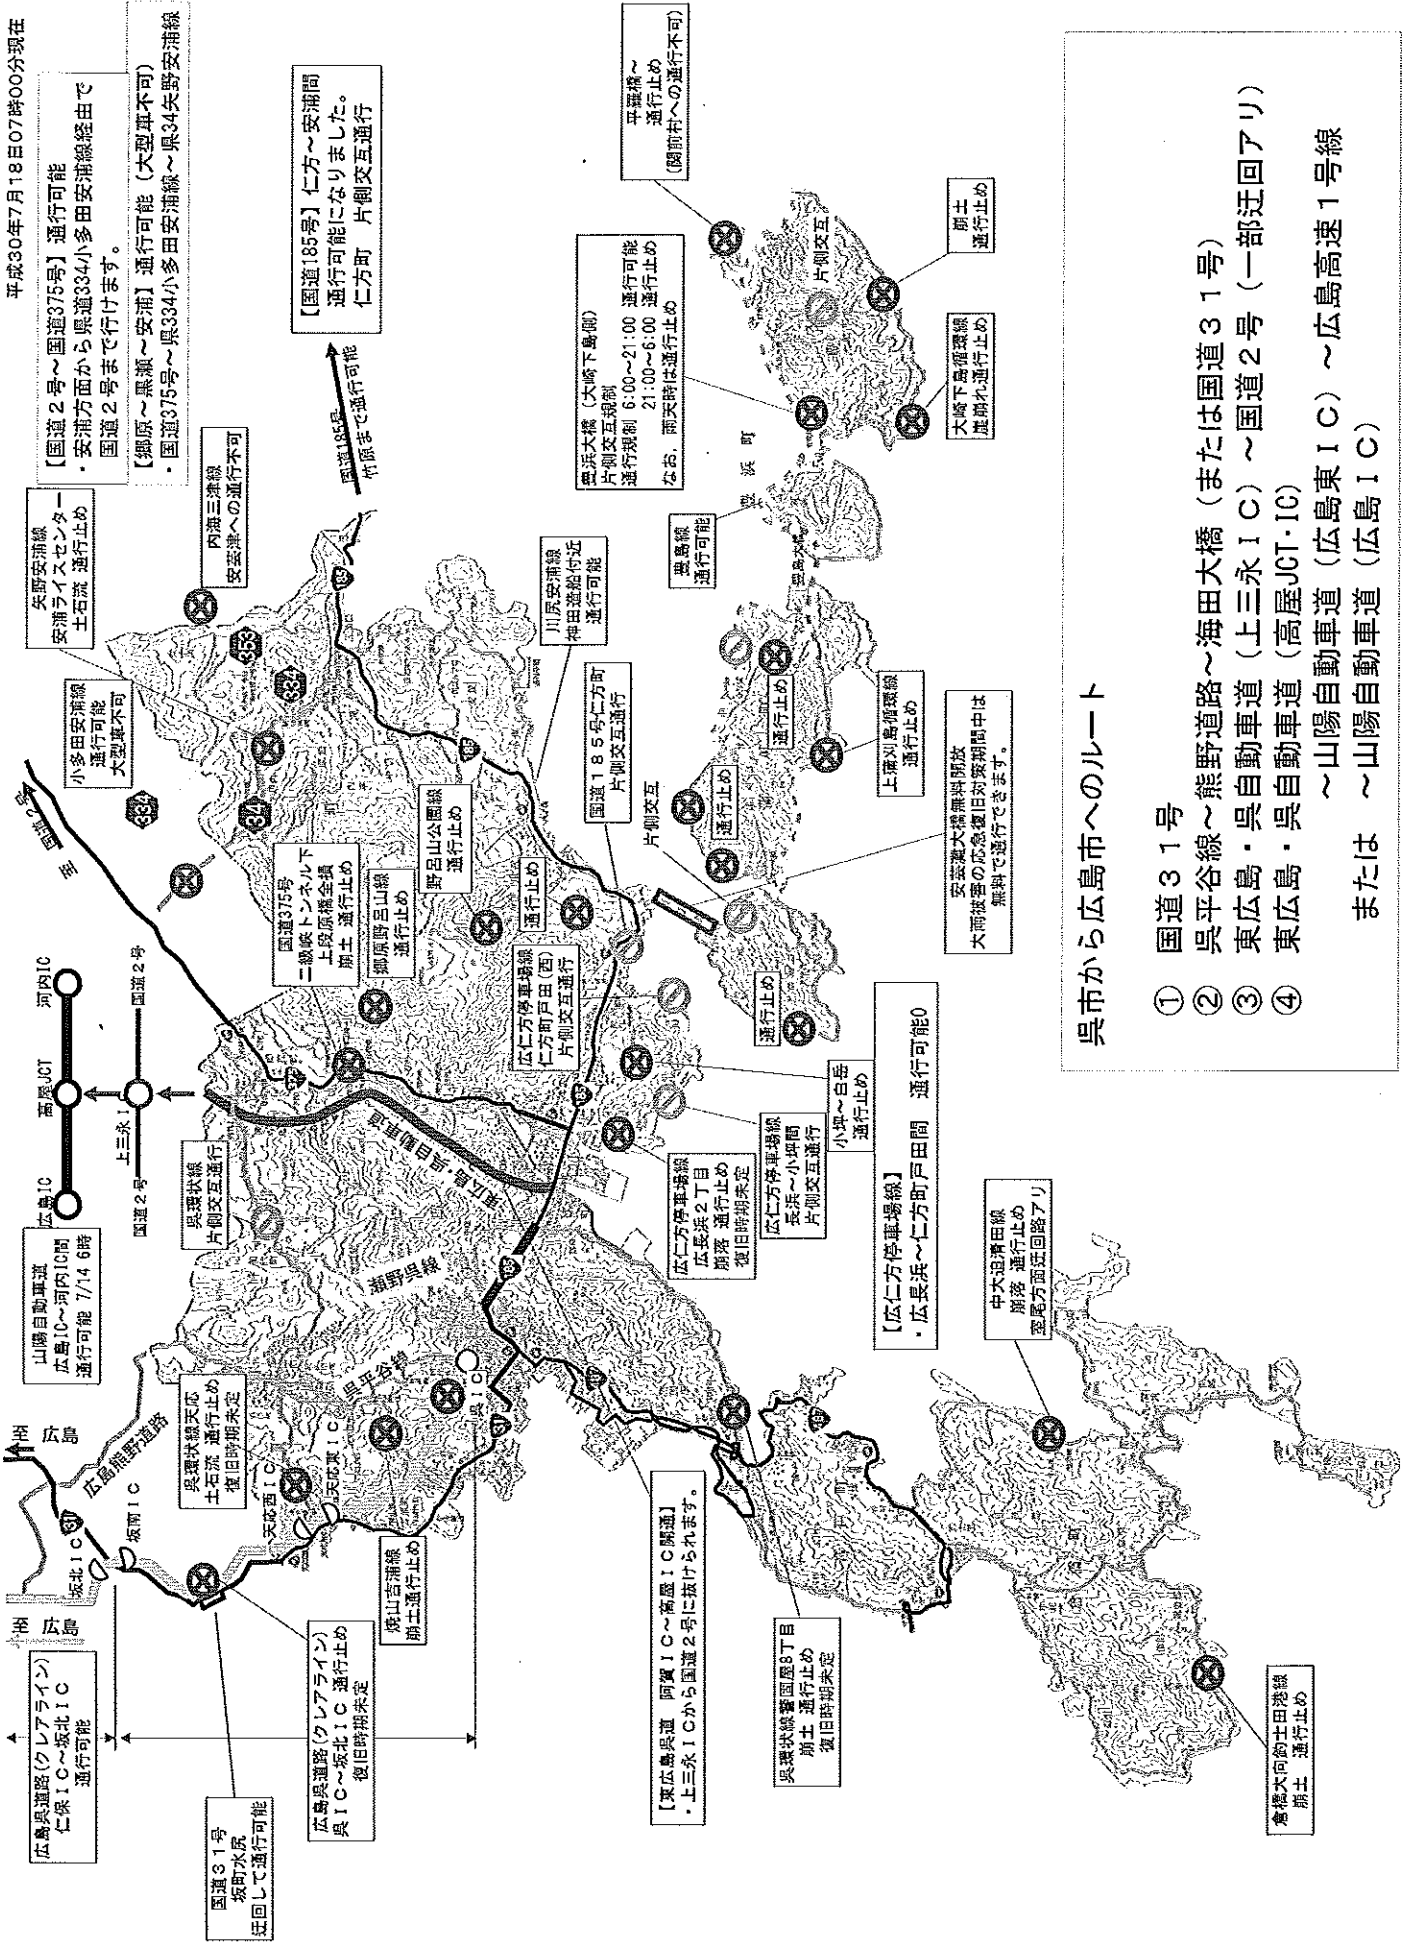 平成30年7月18日07時00分現在
【国道２号～国道375号】通行可能
・安浦方面から県道334小多田安浦線経由で
国道２号まで行けます。
【郷原～黒瀬～安浦】通行可能（大型車不可）
・国道375号～県334小多田安浦線～県34矢野安浦線
【国道185号】仁方～安浦間
通行可能になりました。
仁方町　片側交互通行
国道185号
竹原まで通行可能
矢野安浦線
安浦ライスセンター
土石流 通行止め
内海三津線
安芸津への通行不可
小多田安浦線
通行可能
大型車不可
353
334
334
34
185
185
至　国道２号
国道375号
二級峡トンネル下
上段原橋全損
崩土 通行止め
郷原野呂山線
通行止め
野呂山公園線
通行止め
通行止め
川尻安浦線
神田造船付近
通行可能
国道１８５号仁方町
片側交互通行
広仁方停車場線
仁方町戸田(西)
片側交互通行
平羅橋～
通行止め
(関前村への通行不可)
豊浜大橋（大崎下島側）
片側交互規制
通行規制 6:00～21:00 通行可能
21:00～6:00 通行止め
なお、雨天時は通行止め
片側交互
崩土
通行止め
大崎下島循環線
崖崩れ通行止め
豊浜町
豊島大橋
豊島線
通行可能
通行止め
上蒲刈島循環線
通行止め
通行止め
片側交互
安芸灘大橋無料開放
大雨被害の応急復旧対策期間中は
無料で通行できます。
通行止め
河内IC
高屋JCT
広島IC
国道２号
上三永Ｉ
国道２号
山陽自動車道
広島IC～河内IC間
通行可能 7/14 6時
呉環状線
片側交互通行
375
東広島・呉自動車道
185
185
瀬野呉線
呉平谷線
小坪～白岳
通行止め
広仁方停車場線
長浜～小坪間
片側交互通行
広仁方停車場線
広長浜２丁目
崩落 通行止め
復旧時期未定
【広仁方停車場線】
・広長浜～仁方町戸田間　通行可能0
至 広島
至 広島
広島熊野道路
31
坂北ＩＣ
坂南ＩＣ
呉環状線天応
土石流 通行止め
復旧時期未定
天応西ＩＣ
天応東ＩＣ
呉ＩＣ
31
焼山吉浦線
崩土通行止め
広島呉道路(クレアライン)
仁保ＩＣ～坂北ＩＣ
通行可能
広島呉道路(クレアライン)
呉ＩＣ～坂北ＩＣ 通行止め
復旧時期未定
国道３１号
坂町水尻
迂回して通行可能
【東広島呉道　阿賀ＩＣ～高屋ＩＣ開通】
・上三永ＩＣから国道2号に抜けられます。
487
487
呉環状線警固屋8丁目
崩土 通行止め
復旧時期未定
中大迫清田線
崩落 通行止め
室尾方面迂回路アリ
倉橋大向釣士田港線
崩土　通行止め
呉市から広島市へのルート
①　国道３１号
②　呉平谷線～熊野道路～海田大橋（または国道３１号）
③　東広島・呉自動車道（上三永ＩＣ）～国道２号（一部迂回アリ）
④　東広島・呉自動車道（高屋JCT・IC）
～山陽自動車道（広島東ＩＣ）～広島高速１号線
または　～山陽自動車道（広島ＩＣ）